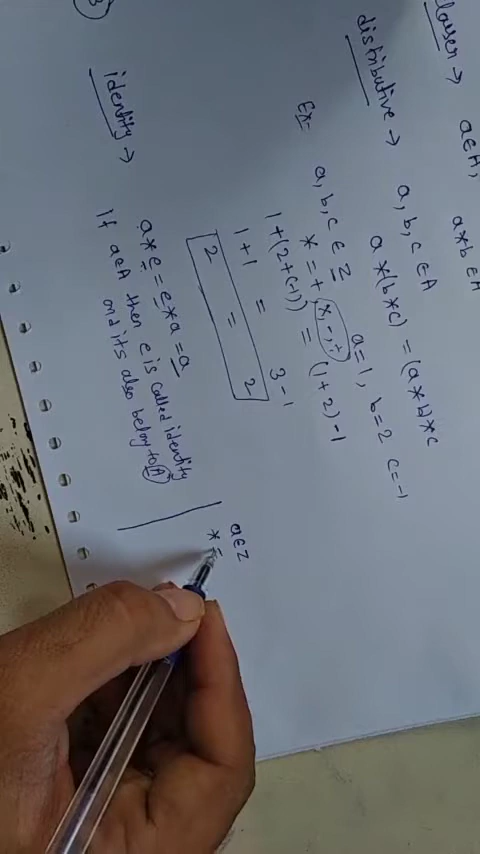 closer → a∈A, a*b ∈ A
distributive → a, b, c ∈ A
a*(b*c) = (a*b)*c
Ex:- a, b, c ∈ Z
* = + (x, -, ÷) a=1, b=2 c=-1
1+(2+(-1)) = (1+2)-1
1+1 = 3-1
2 = 2
3
identity → a*e = e*a = a
If a∈A then e is called identity
and its also belong to A
a∈Z
* =